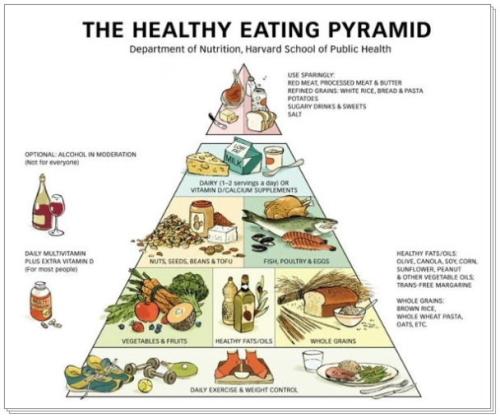 THE HEALTHY EATING PYRAMID
Department of Nutrition, Harvard School of Public Health
USE SPARINGLY:
RED MEAT, PROCESSED MEAT & BUTTER
REFINED GRAINS: WHITE RICE, BREAD & PASTA
POTATOES
SUGARY DRINKS & SWEETS
SALT
OPTIONAL: ALCOHOL IN MODERATION
(Not for everyone)
MILK
DAIRY (1–2 servings a day) OR
VITAMIN D/CALCIUM SUPPLEMENTS
DAILY MULTIVITAMIN
PLUS EXTRA VITAMIN D
(For most people)
NUTS, SEEDS, BEANS & TOFU
FISH, POULTRY & EGGS
HEALTHY FATS/OILS:
OLIVE, CANOLA, SOY, CORN,
SUNFLOWER, PEANUT
& OTHER VEGETABLE OILS;
TRANS-FREE MARGARINE
WHOLE GRAINS:
BROWN RICE,
WHOLE WHEAT PASTA,
OATS, ETC.
VEGETABLES & FRUITS
HEALTHY FATS/OILS
WHOLE GRAINS
DAILY EXERCISE & WEIGHT CONTROL